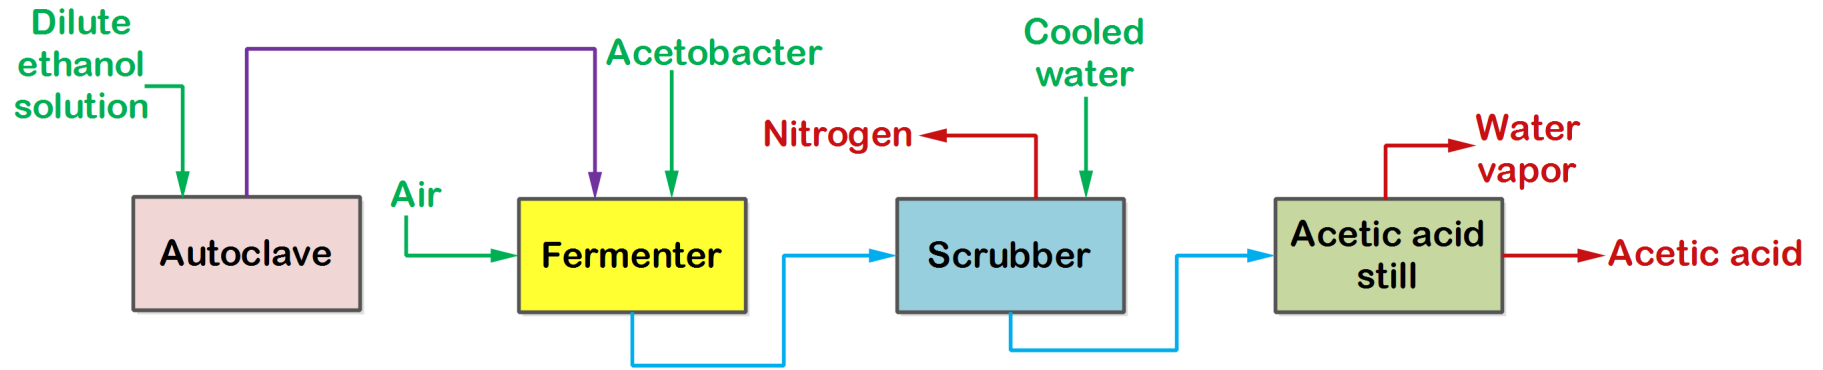 Dilute
ethanol
solution
Acetobacter
Cooled
water
Nitrogen
Water
vapor
Air
Autoclave
Fermenter
Scrubber
Acetic acid
still
Acetic acid